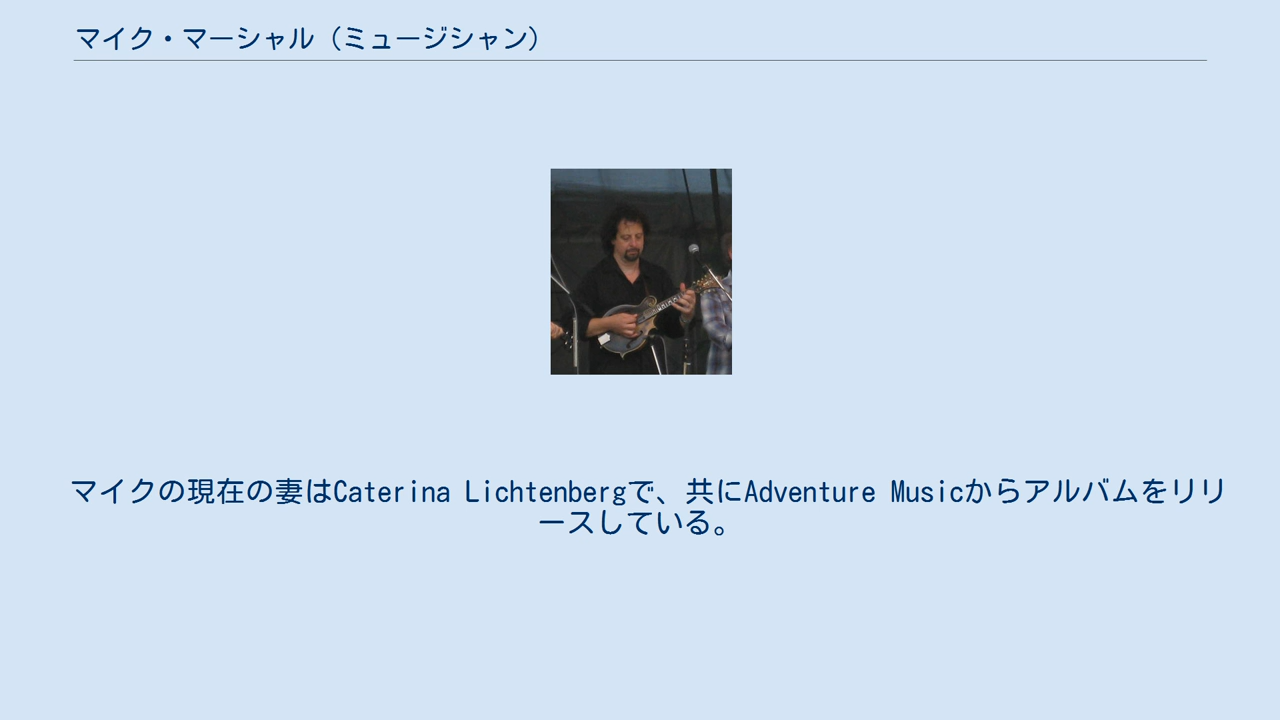 マイク・マーシャル（ミュージシャン）
マイクの現在の妻はCaterina Lichtenbergで、共にAdventure Musicからアルバムをリリ
ースしている。